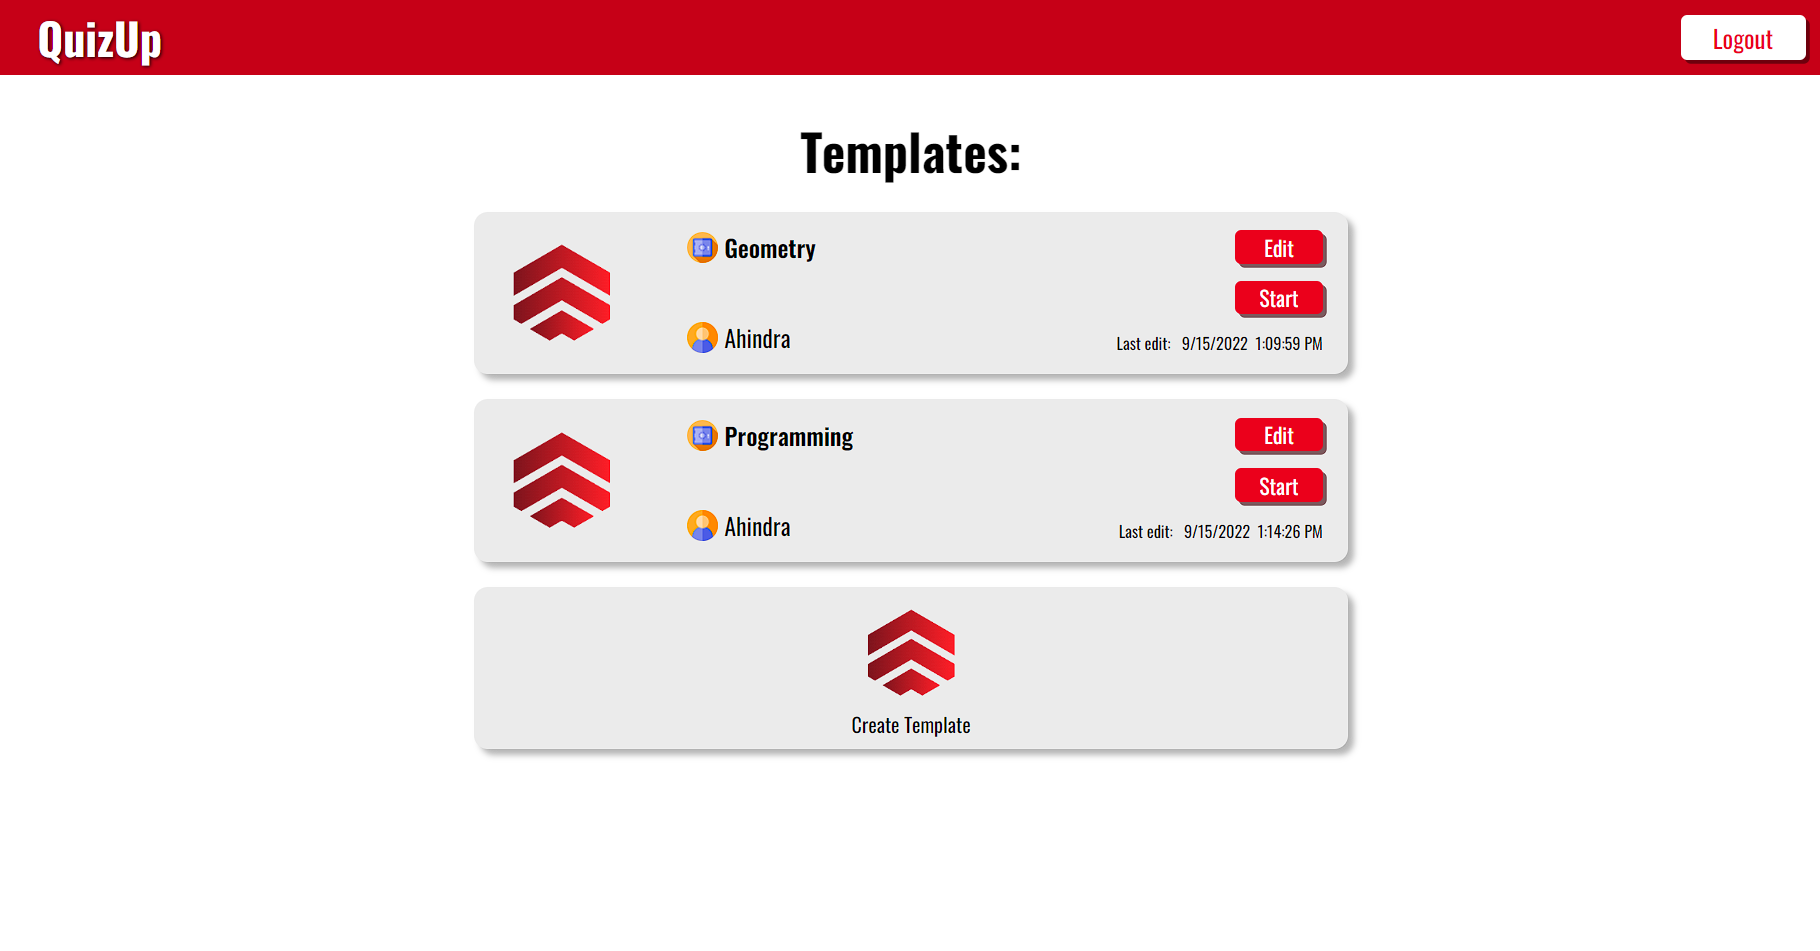 QuizUp
Logout
Templates:
Geometry
Edit
Start
Ahindra
Last edit: 9/15/2022 1:09:59 PM
Programming
Edit
Start
Ahindra
Last edit: 9/15/2022 1:14:26 PM
Create Template